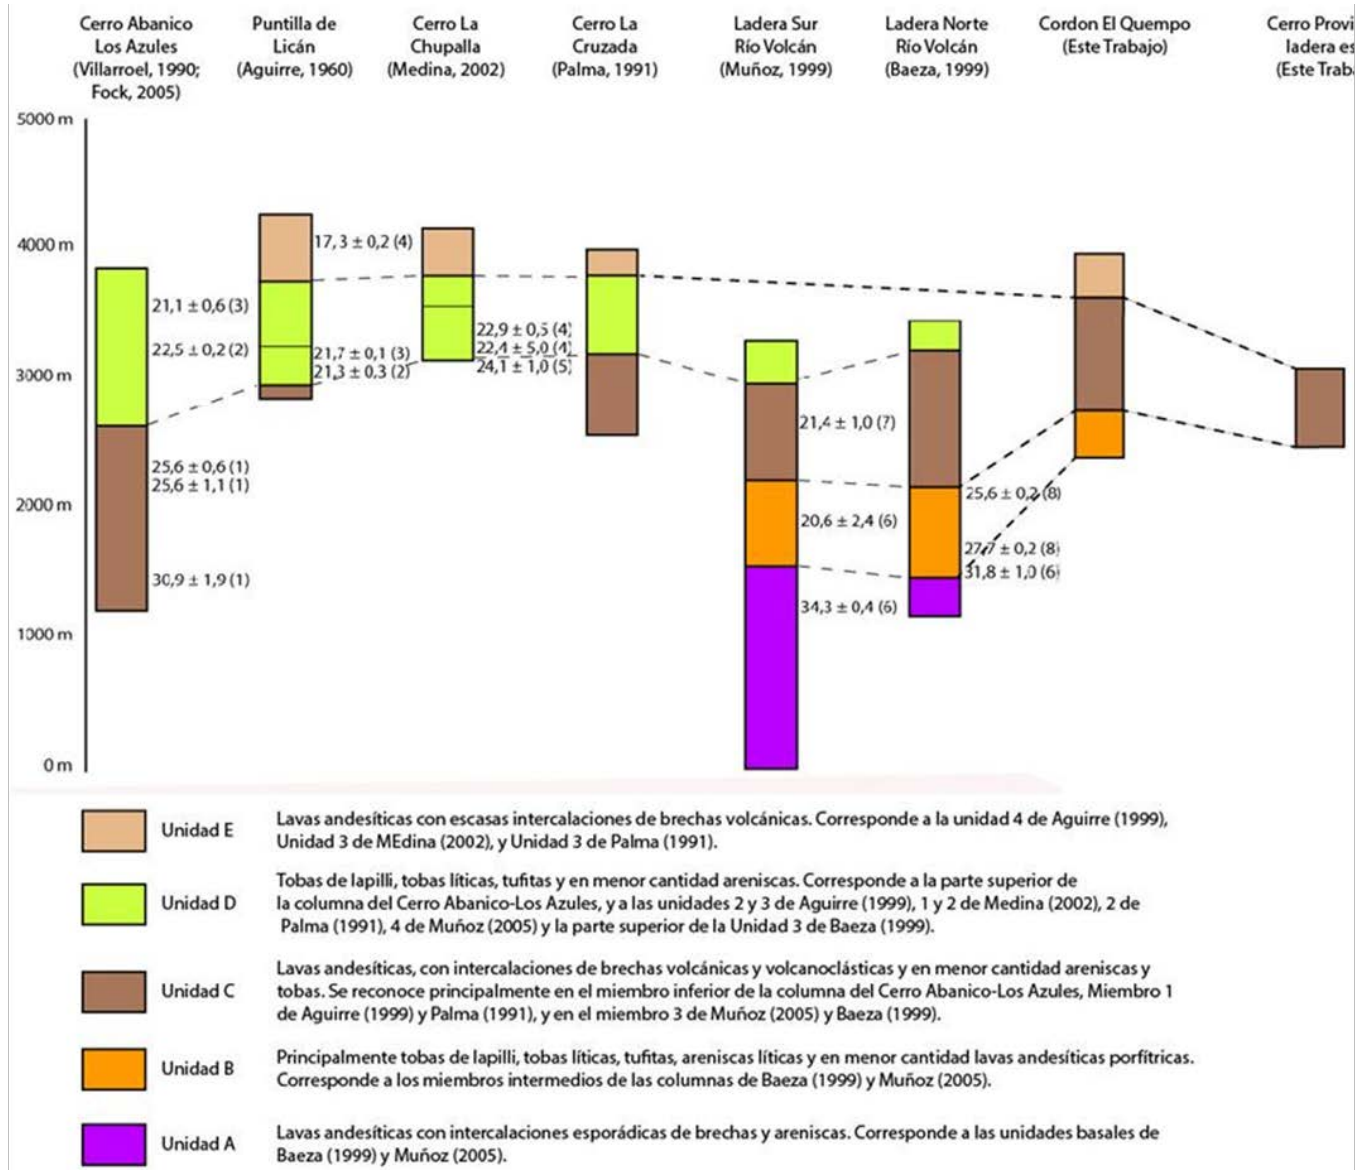 Cerro Abanico
Los Azules
(Villarroel, 1990;
Fock, 2005)
Puntilla de
Licán
(Aguirre, 1960)
Cerro La
Chupalla
(Medina, 2002)
Cerro La
Cruzada
(Palma, 1991)
Ladera Sur
Río Volcán
(Muñoz, 1999)
Ladera Norte
Río Volcán
(Baeza, 1999)
Cordon El Quempo
(Este Trabajo)
Cerro Provi
ladera es
(Este Trab
5000 m
4000 m
3000 m
2000 m
1000 m
0 m
21,1 ± 0,6 (3)
22,5 ± 0,2 (2)
25,6 ± 0,6 (1)
25,6 ± 1,1 (1)
30,9 ± 1,9 (1)
17,3 ± 0,2 (4)
21,7 ± 0,1 (3)
21,3 ± 0,3 (2)
22,9 ± 0,5 (4)
22,4 ± 5,0 (4)
24,1 ± 1,0 (5)
21,4 ± 1,0 (7)
20,6 ± 2,4 (6)
34,3 ± 0,4 (6)
25,6 ± 0,2 (8)
27,7 ± 0,2 (8)
31,8 ± 1,0 (6)
Unidad E
Lavas andesíticas con escasas intercalaciones de brechas volcánicas. Corresponde a la unidad 4 de Aguirre (1999),
Unidad 3 de MEdina (2002), y Unidad 3 de Palma (1991).
Unidad D
Tobas de lapilli, tobas líticas, tufitas y en menor cantidad areniscas. Corresponde a la parte superior de
la columna del Cerro Abanico-Los Azules, y a las unidades 2 y 3 de Aguirre (1999), 1 y 2 de Medina (2002), 2 de
Palma (1991), 4 de Muñoz (2005) y la parte superior de la Unidad 3 de Baeza (1999).
Unidad C
Lavas andesíticas, con intercalaciones de brechas volcánicas y volcanoclásticas y en menor cantidad areniscas y
tobas. Se reconoce principalmente en el miembro inferior de la columna del Cerro Abanico-Los Azules, Miembro 1
de Aguirre (1999) y Palma (1991), y en el miembro 3 de Muñoz (2005) y Baeza (1999).
Unidad B
Principalmente tobas de lapilli, tobas líticas, tufitas, areniscas líticas y en menor cantidad lavas andesíticas porfítricas.
Corresponde a los miembros intermedios de las columnas de Baeza (1999) y Muñoz (2005).
Unidad A
Lavas andesíticas con intercalaciones esporádicas de brechas y areniscas. Corresponde a las unidades basales de
Baeza (1999) y Muñoz (2005).